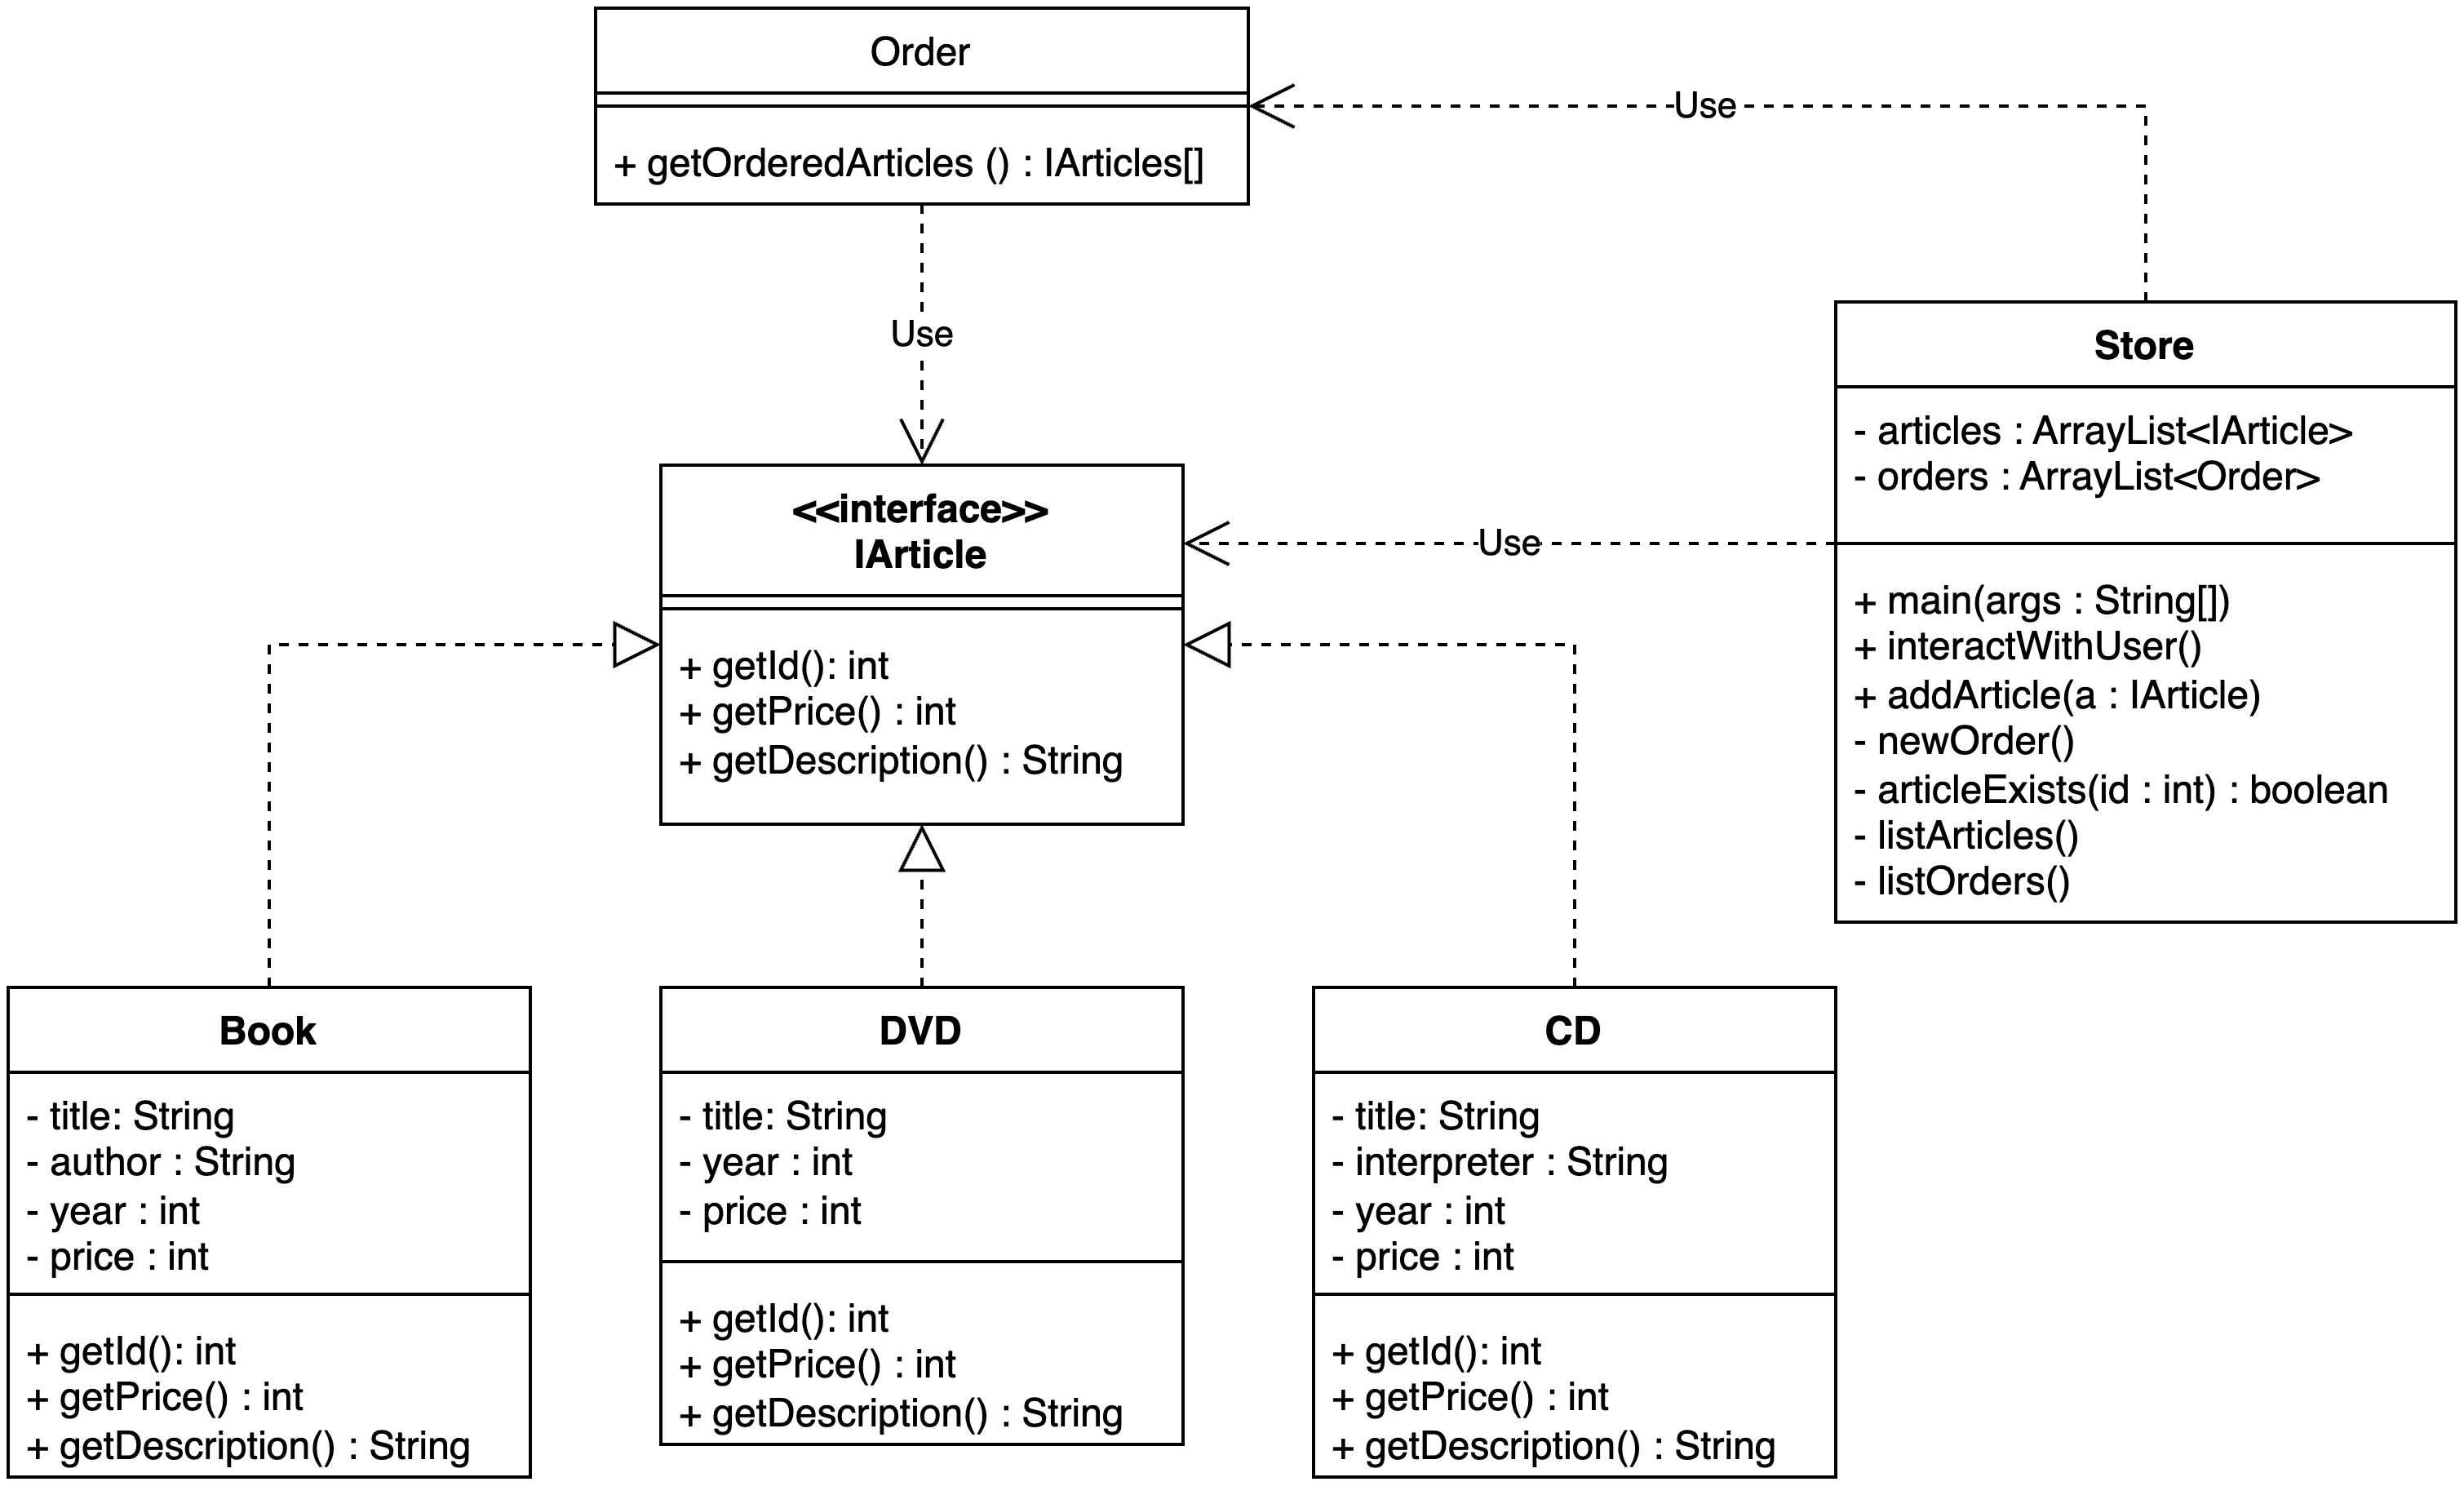 Order
+ getOrderedArticles () : IArticles[]
Use
Use
<<interface>>
IArticle
+ getId(): int
+ getPrice() : int
+ getDescription() : String
Use
Store
- articles : ArrayList<IArticle>
- orders : ArrayList<Order>
+ main(args : String[])
+ interactWithUser()
+ addArticle(a : IArticle)
- newOrder()
- articleExists(id : int) : boolean
- listArticles()
- listOrders()
Book
- title: String
- author : String
- year : int
- price : int
+ getId(): int
+ getPrice() : int
+ getDescription() : String
DVD
- title: String
- year : int
- price : int
+ getId(): int
+ getPrice() : int
+ getDescription() : String
CD
- title: String
- interpreter : String
- year : int
- price : int
+ getId(): int
+ getPrice() : int
+ getDescription() : String